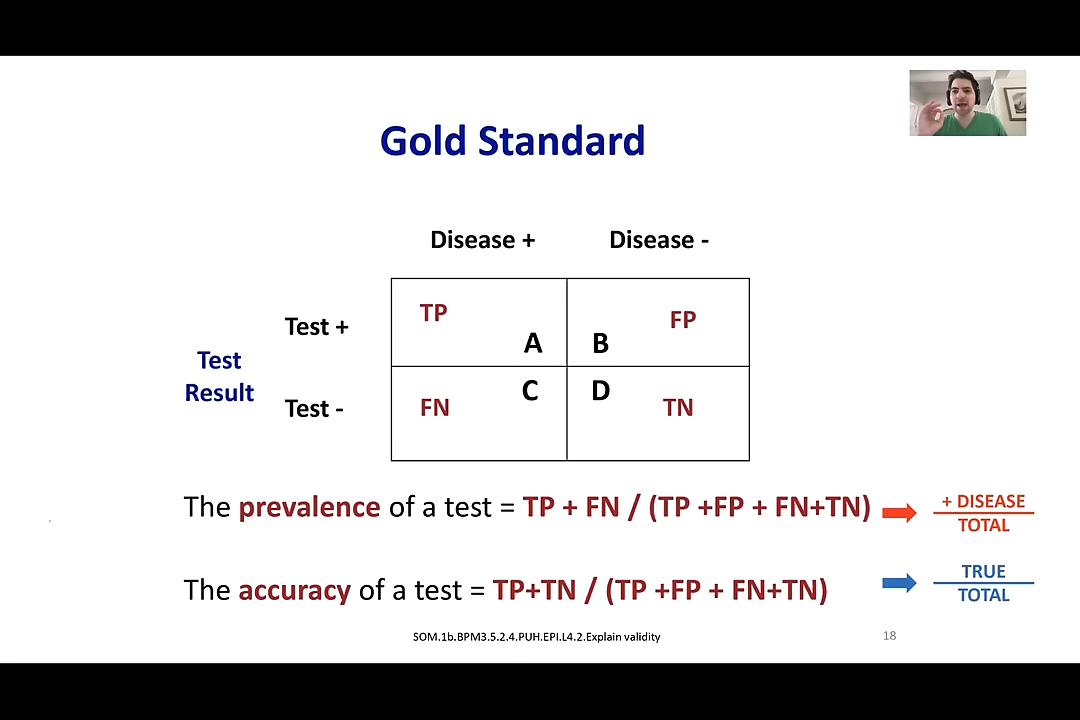 Gold Standard
Disease + Disease -
Test + TP FP
A B
Test Result
C D
Test - FN TN
The prevalence of a test = TP + FN / (TP +FP + FN+TN)
+ DISEASE
TOTAL
The accuracy of a test = TP+TN / (TP +FP + FN+TN)
TRUE
TOTAL
SOM.1b.BPM3.5.2.4.PUH.EPI.L4.2.Explain validity
18